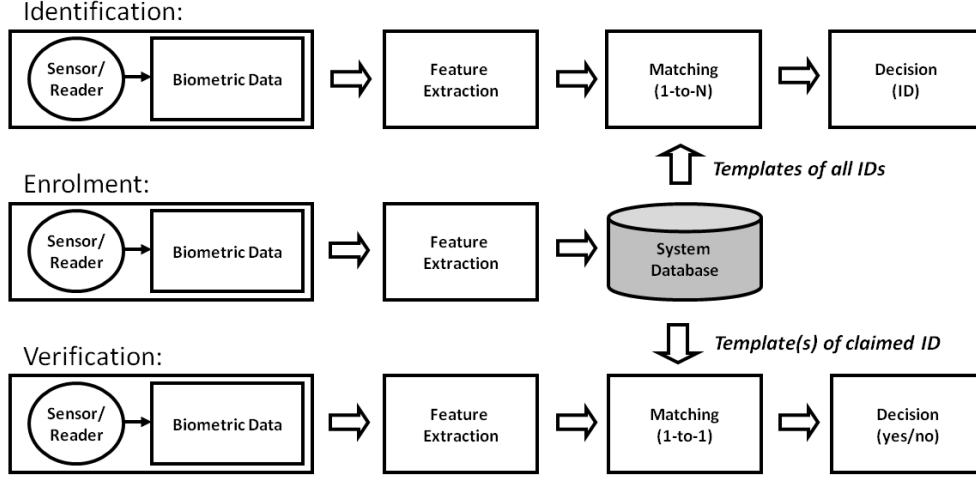 Identification:
Sensor/
Reader
Biometric Data
Feature
Extraction
Matching
(1-to-N)
Decision
(ID)
Templates of all IDs
Enrolment:
Sensor/
Reader
Biometric Data
Feature
Extraction
System
Database
Template(s) of claimed ID
Verification:
Sensor/
Reader
Biometric Data
Feature
Extraction
Matching
(1-to-1)
Decision
(yes/no)